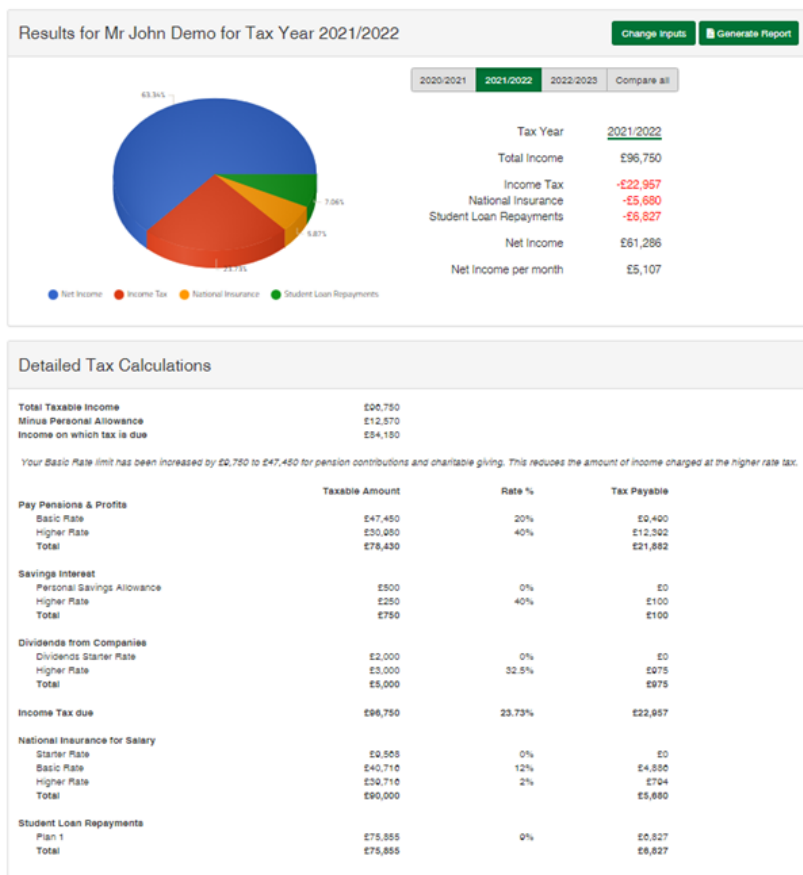 Results for Mr John Demo for Tax Year 2021/2022
Change Inputs
Generate Report
2020/2021 2021/2022 2022/2023 Compare all
63.34%
7.06%
5.87%
23.73%
Net Income Income Tax National Insurance Student Loan Repayments
Tax Year 2021/2022
Total Income £96,750
Income Tax -£22,957
National Insurance -£5,680
Student Loan Repayments -£6,827
Net Income £61,286
Net Income per month £5,107
Detailed Tax Calculations
Total Taxable Income £96,750
Minus Personal Allowance £12,570
Income on which tax is due £84,180
Your Basic Rate limit has been increased by £9,750 to £47,450 for pension contributions and charitable giving. This reduces the amount of income charged at the higher rate tax.
Taxable Amount Rate % Tax Payable
Pay Pensions & Profits
Basic Rate £47,450 20% £9,490
Higher Rate £30,980 40% £12,392
Total £78,430 £21,882
Savings Interest
Personal Savings Allowance £500 0% £0
Higher Rate £250 40% £100
Total £750 £100
Dividends from Companies
Dividends Starter Rate £2,000 0% £0
Higher Rate £3,000 32.5% £975
Total £5,000 £975
Income Tax due £96,750 23.73% £22,957
National Insurance for Salary
Starter Rate £9,568 0% £0
Basic Rate £40,716 12% £4,886
Higher Rate £39,716 2% £794
Total £90,000 £5,680
Student Loan Repayments
Plan 1 £75,855 9% £6,827
Total £75,855 £6,827